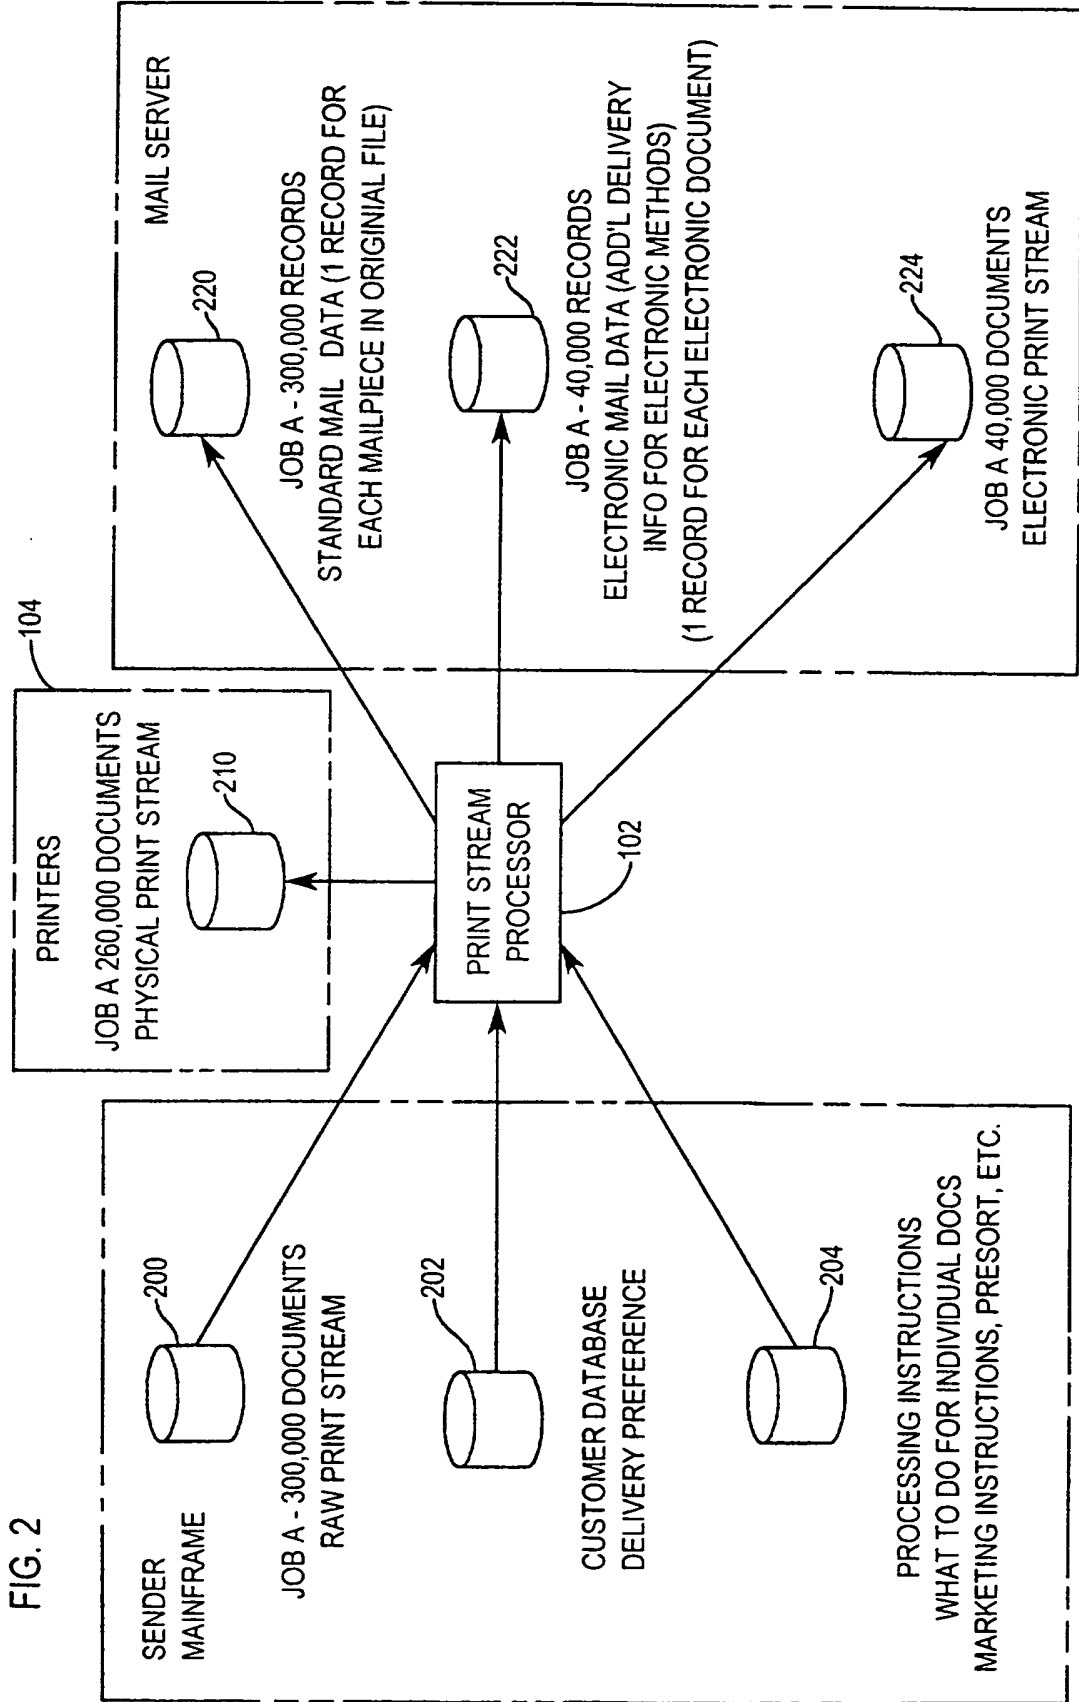 FIG. 2
SENDER
MAINFRAME
200
JOB A - 300,000 DOCUMENTS
RAW PRINT STREAM
202
CUSTOMER DATABASE
DELIVERY PREFERENCE
204
PROCESSING INSTRUCTIONS
WHAT TO DO FOR INDIVIDUAL DOCS
MARKETING INSTRUCTIONS, PRESORT, ETC.
104
PRINTERS
JOB A 260,000 DOCUMENTS
PHYSICAL PRINT STREAM
210
PRINT STREAM
PROCESSOR
102
MAIL SERVER
220
JOB A - 300,000 RECORDS
STANDARD MAIL DATA (1 RECORD FOR
EACH MAILPIECE IN ORIGINIAL FILE)
222
JOB A - 40,000 RECORDS
ELECTRONIC MAIL DATA (ADD'L DELIVERY
INFO FOR ELECTRONIC METHODS)
(1 RECORD FOR EACH ELECTRONIC DOCUMENT)
224
JOB A 40,000 DOCUMENTS
ELECTRONIC PRINT STREAM